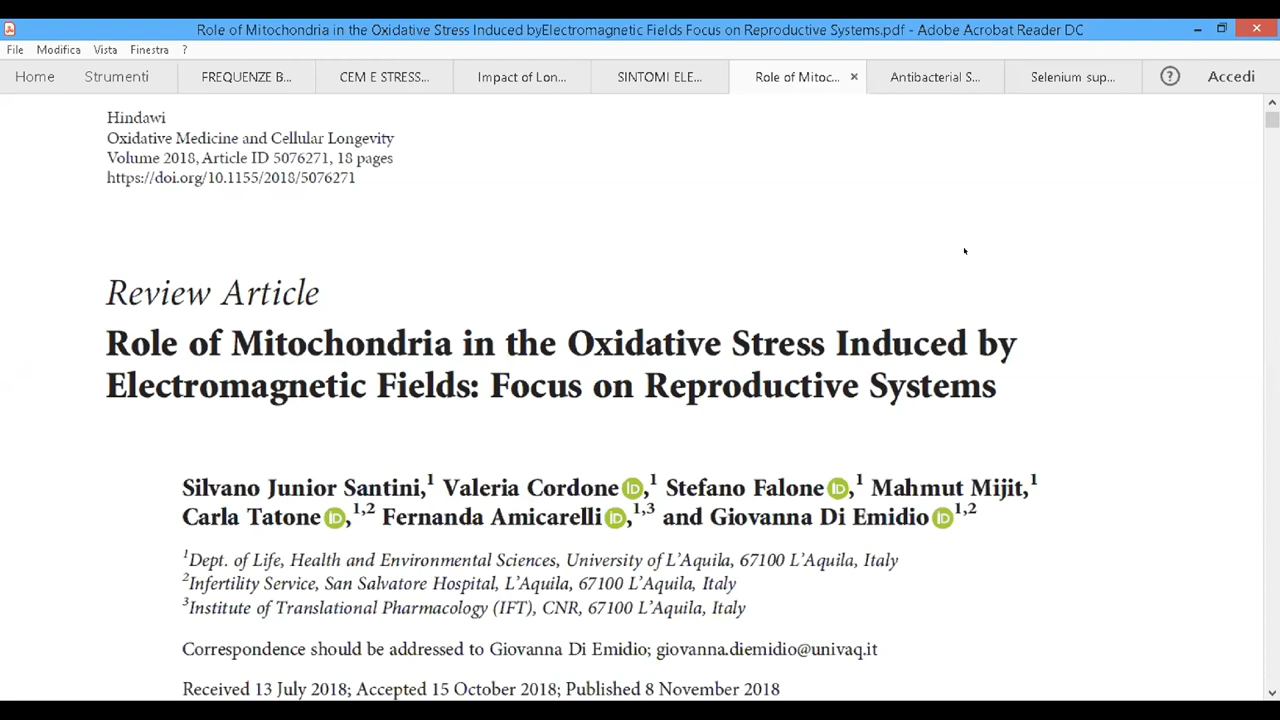 Role of Mitochondria in the Oxidative Stress Induced byElectromagnetic Fields Focus on Reproductive Systems.pdf - Adobe Acrobat Reader DC
File Modifica Vista Finestra ?
Home Strumenti FREQUENZE B... CEM E STRESS... Impact of Lon... SINTOMI ELE... Role of Mitoc... × Antibacterial S... Selenium sup... ? Accedi
Hindawi
Oxidative Medicine and Cellular Longevity
Volume 2018, Article ID 5076271, 18 pages
https://doi.org/10.1155/2018/5076271
Review Article
Role of Mitochondria in the Oxidative Stress Induced by
Electromagnetic Fields: Focus on Reproductive Systems
Silvano Junior Santini,1 Valeria Cordone iD,1 Stefano Falone iD,1 Mahmut Mijit,1
Carla Tatone iD,1,2 Fernanda Amicarelli iD,1,3 and Giovanna Di Emidio iD1,2
1Dept. of Life, Health and Environmental Sciences, University of L'Aquila, 67100 L'Aquila, Italy
2Infertility Service, San Salvatore Hospital, L'Aquila, 67100 L'Aquila, Italy
3Institute of Translational Pharmacology (IFT), CNR, 67100 L'Aquila, Italy
Correspondence should be addressed to Giovanna Di Emidio; giovanna.diemidio@univaq.it
Received 13 July 2018; Accepted 15 October 2018; Published 8 November 2018